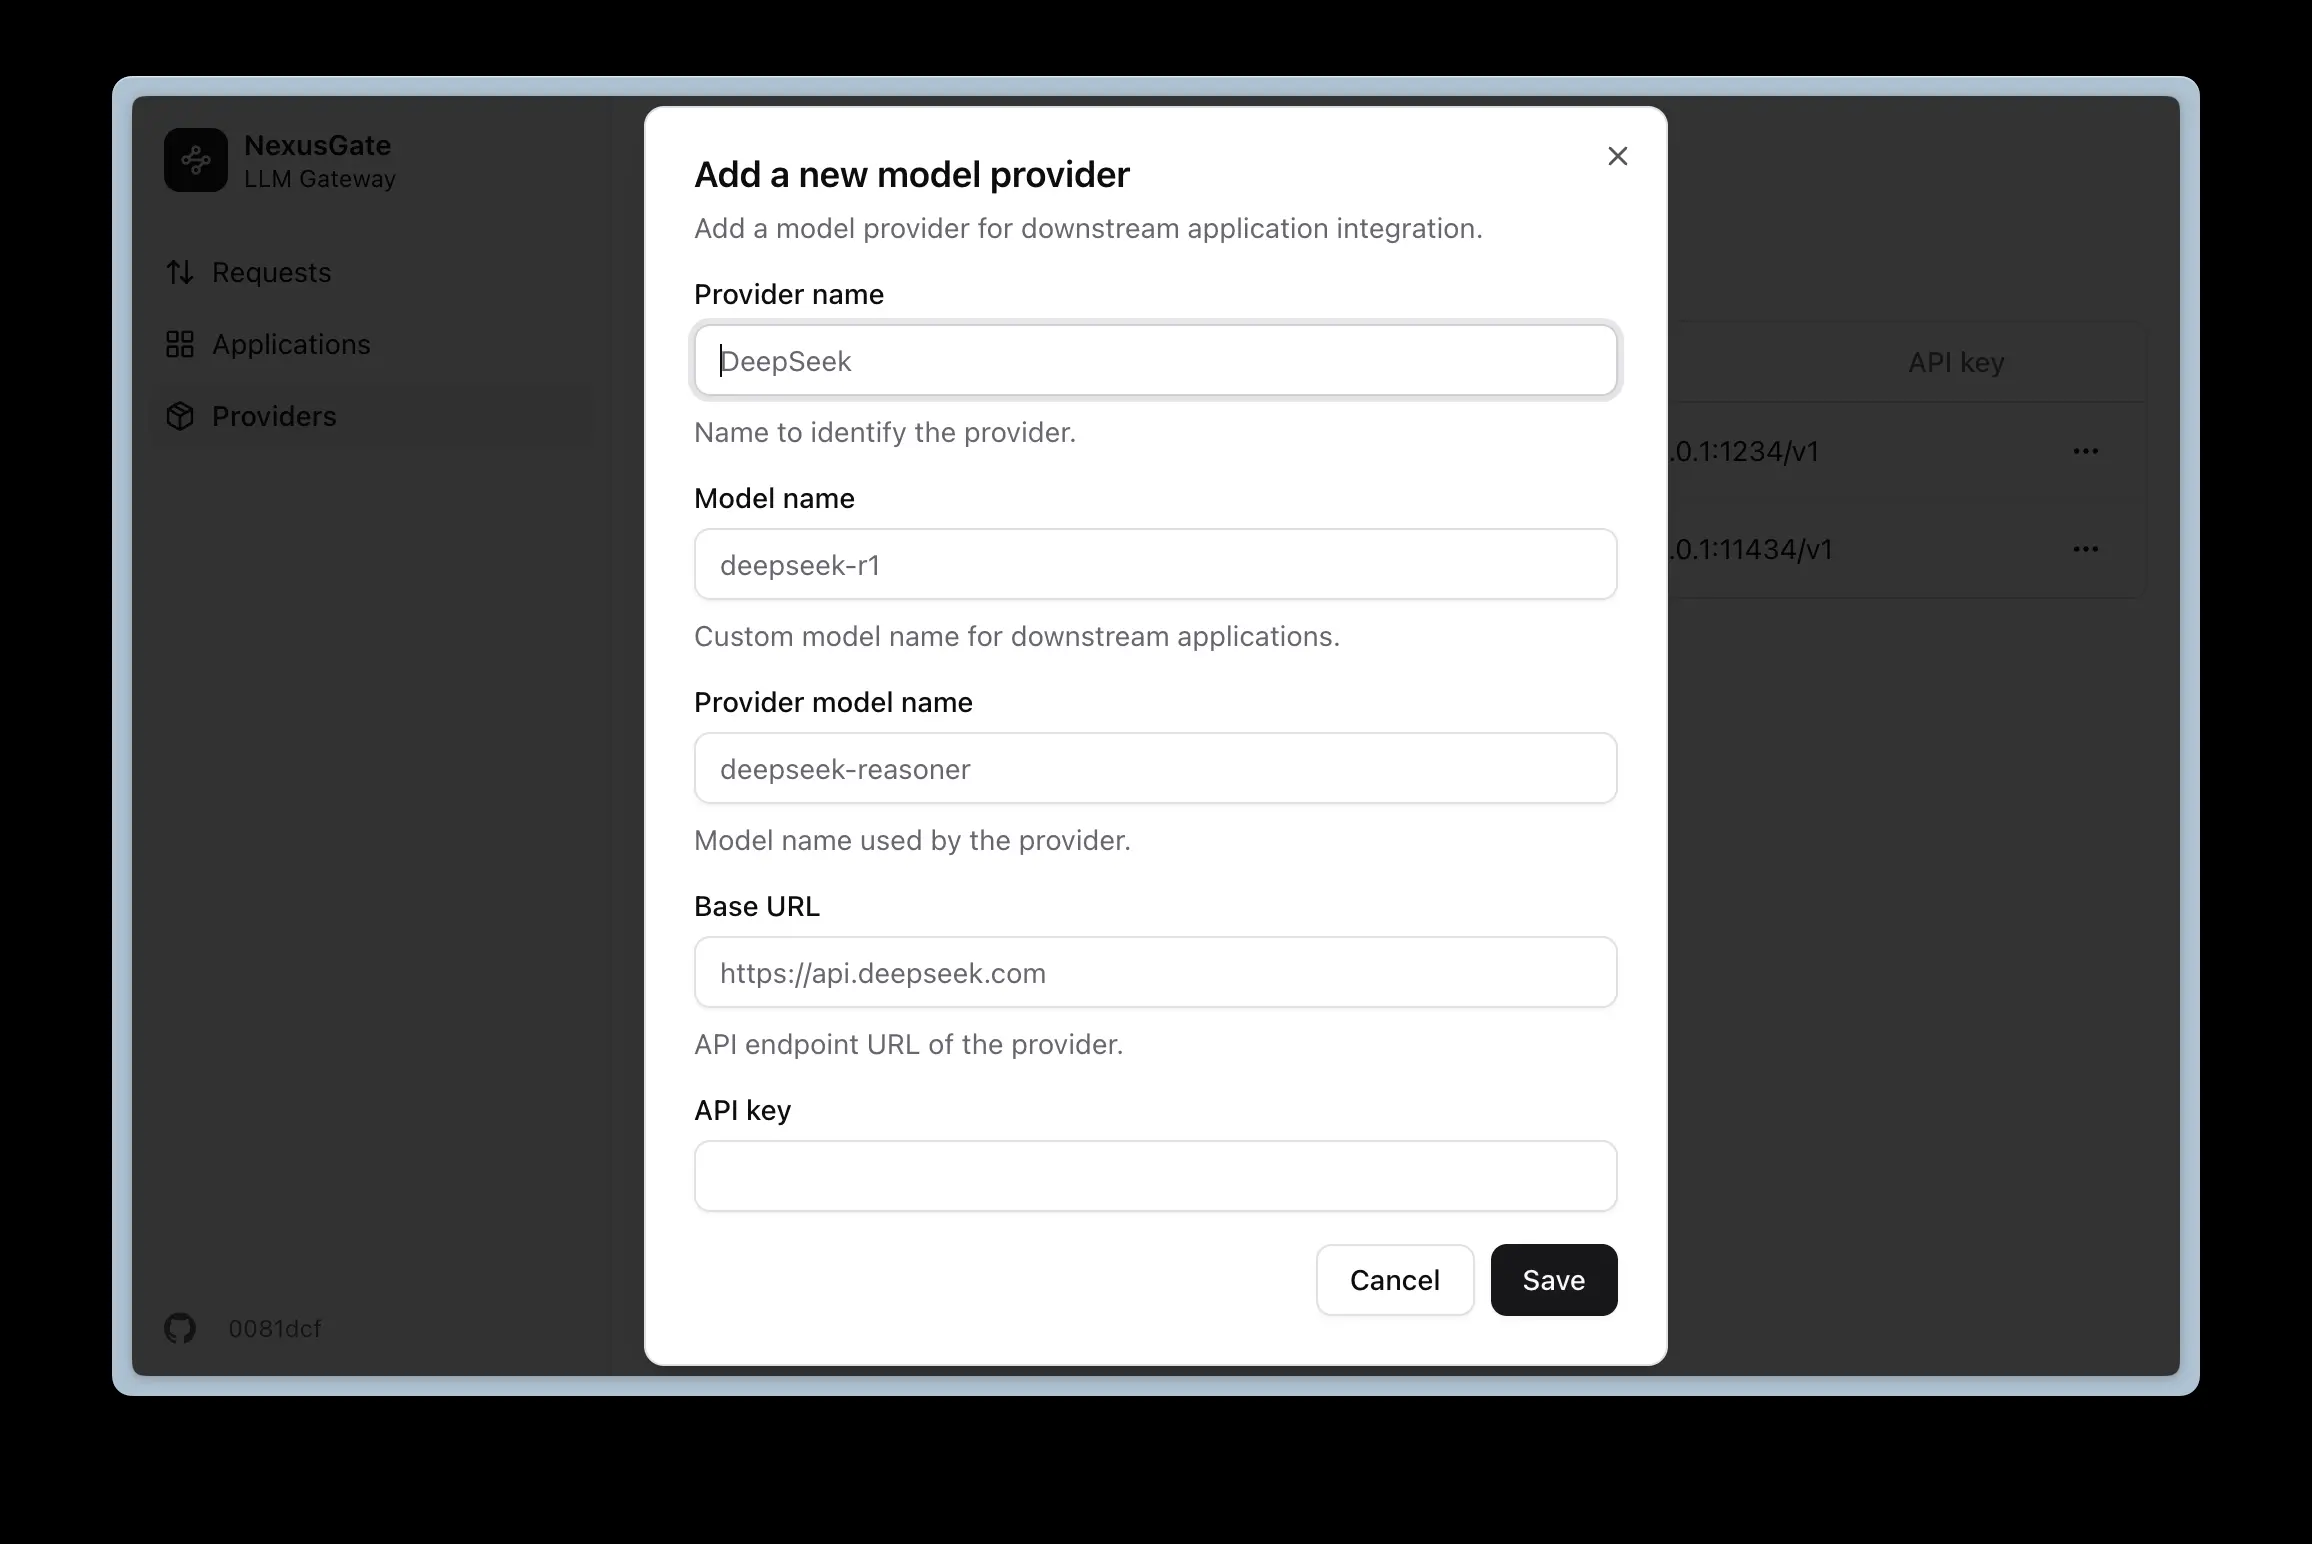 NexusGate
LLM Gateway
Requests
Applications
Providers
0081dcf
Add a new model provider
Add a model provider for downstream application integration.
Provider name
DeepSeek
Name to identify the provider.
Model name
deepseek-r1
Custom model name for downstream applications.
Provider model name
deepseek-reasoner
Model name used by the provider.
Base URL
https://api.deepseek.com
API endpoint URL of the provider.
API key
Cancel
Save
API key
.0.1:1234/v1
.0.1:11434/v1